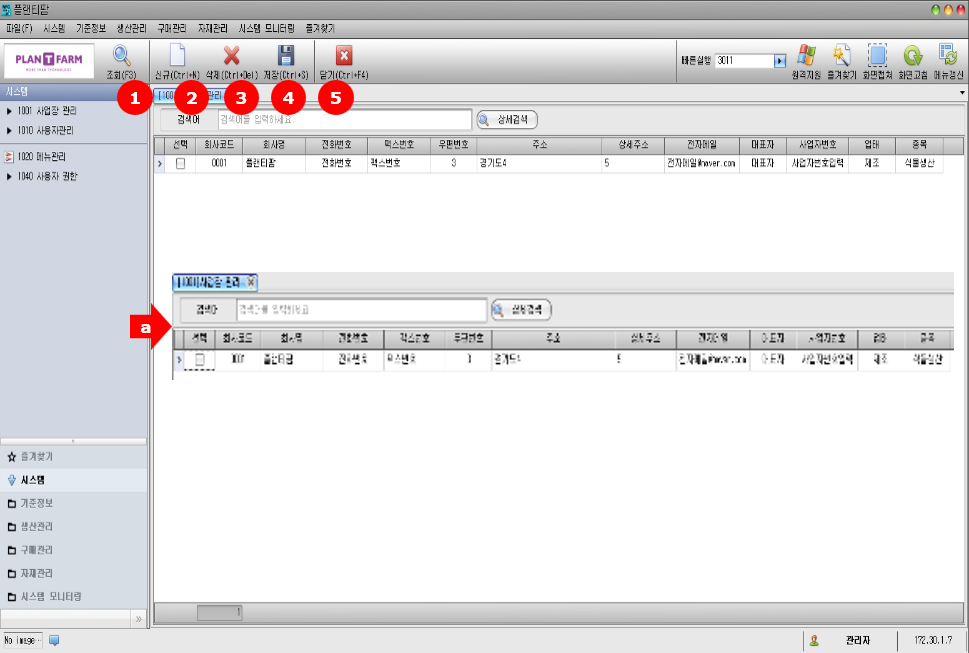 플랜티팜
파일(F) 시스템 기준정보 생산관리 구매관리 자재관리 시스템 모니터링 즐겨찾기
PLANTFARM
MORE THAN TECHNOLOGY
조회(F3) 신규(Ctrl+N) 삭제(Ctrl+Del) 저장(Ctrl+S) 닫기(Ctrl+F4)
빠른실행 3011
원격지원 즐겨찾기 화면캡쳐 화면고침 메뉴갱신
1 2 3 4 5
시스템
1001 사업장 관리
1010 사용자관리
1020 메뉴관리
1040 사용자 권한
[100 관리
검색어 검색어를 입력하세요 상세검색
선택 회사코드 회사명 전화번호 팩스번호 우편번호 주소 상세주소 전자메일 대표자 사업자번호 업태 종목
0001 플랜티팜 전화번호 팩스번호 3 경기도4 5 전자메일@naver.com 대표자 사업자번호입력 제조 식물생산
[1001]사업장 관리
검색어 검색어를 입력하세요 상세검색
a
선택 회사코드 회사명 전화번호 팩스번호 우편번호 주소 상세주소 전자메일 대표자 사업자번호 업태 종목
0001 플랜티팜 전화번호 팩스번호 3 경기도4 5 전자메일@naver.com 대표자 사업자번호입력 제조 식물생산
즐겨찾기
시스템
기준정보
생산관리
구매관리
자재관리
시스템 모니터링
1
No image··
관리자 172.30.1.7